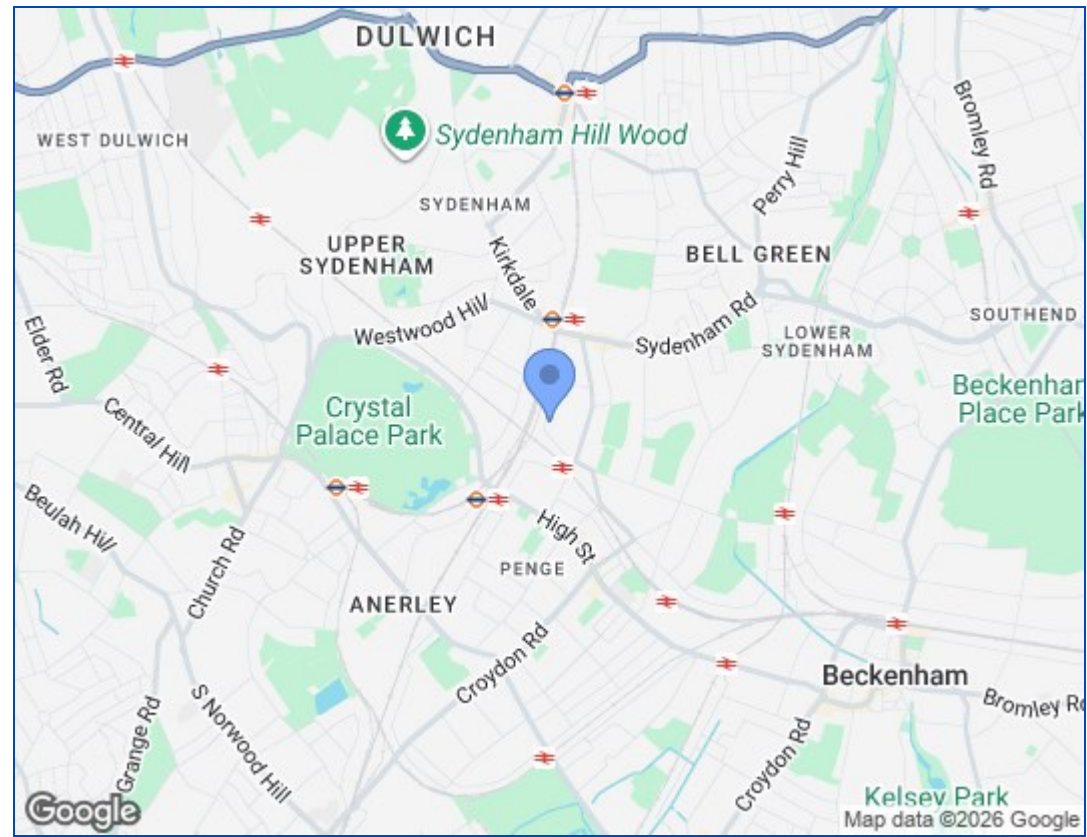 DULWICH
WEST DULWICH
Sydenham Hill Wood
Bromley Rd
Perry Hill
SYDENHAM
UPPER
SYDENHAM
Kirkdale
BELL GREEN
Westwood Hill
Sydenham Rd
SOUTHEND
LOWER
SYDENHAM
Elder Rd
Crystal
Palace Park
Beckenham
Place Park
Central Hill
Beulah Hill
Church Rd
High St
PENGE
ANERLEY
Croydon Rd
Beckenham
Bromley Rd
S Norwood Hill
Grange Rd
Croydon Rd
Kelsey Park
Google
Map data ©2026 Google